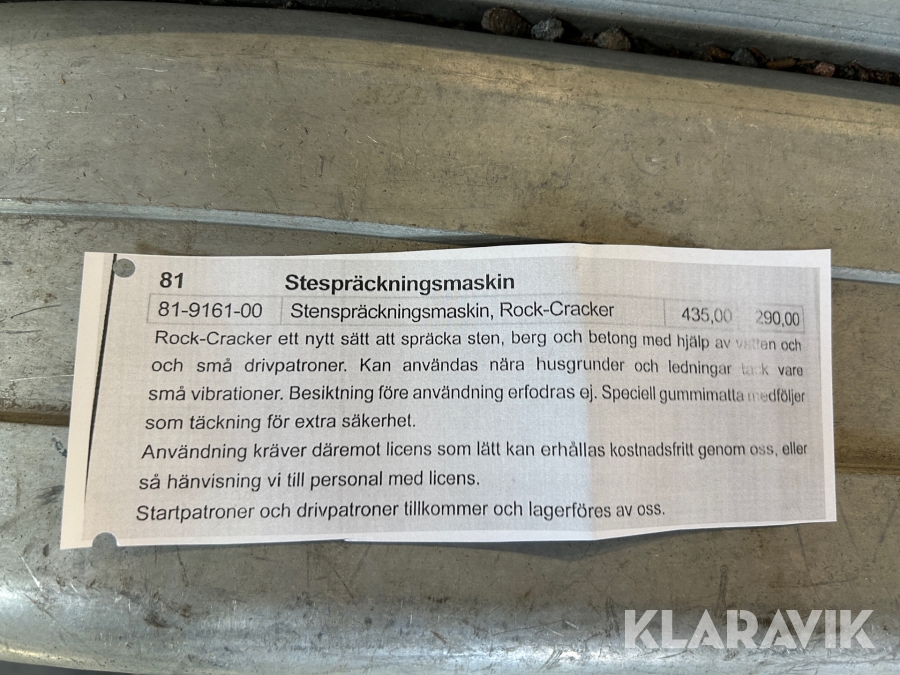 81 Stespräckningsmaskin
81-9161-00 Stenspräckningsmaskin, Rock-Cracker 435,00 290,00
Rock-Cracker ett nytt sätt att spräcka sten, berg och betong med hjälp av vatten och
och små drivpatroner. Kan användas nära husgrunder och ledningar tack vare
små vibrationer. Besiktning före användning erfodras ej. Speciell gummimatta medföljer
som täckning för extra säkerhet.
Användning kräver däremot licens som lätt kan erhållas kostnadsfritt genom oss, eller
så hänvisning vi till personal med licens.
Startpatroner och drivpatroner tillkommer och lagerföres av oss.
KLARAVIK